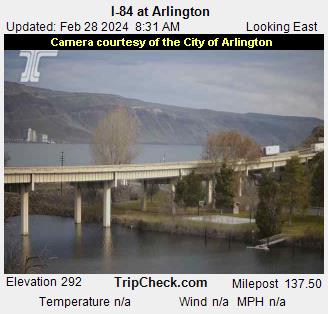 I-84 at Arlington
Updated: Feb 28 2024 8:31 AM Looking East
Camera courtesy of the City of Arlington
Elevation 292 TripCheck.com Milepost 137.50
Temperature n/a Wind n/a MPH n/a